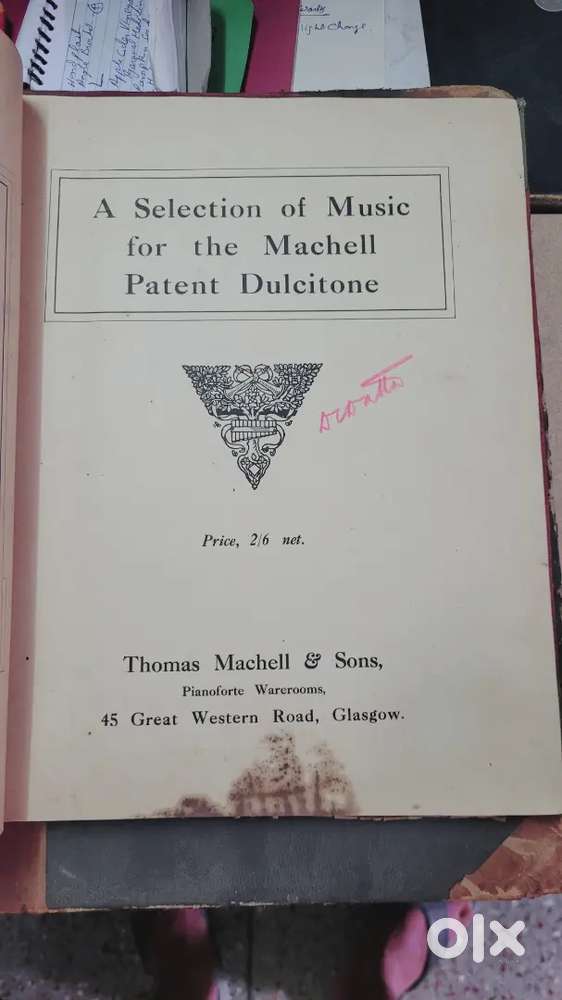 A Selection of Music
for the Machell
Patent Dulcitone
Price, 2/6 net.
Thomas Machell & Sons,
Pianoforte Warerooms,
45 Great Western Road, Glasgow.
olx